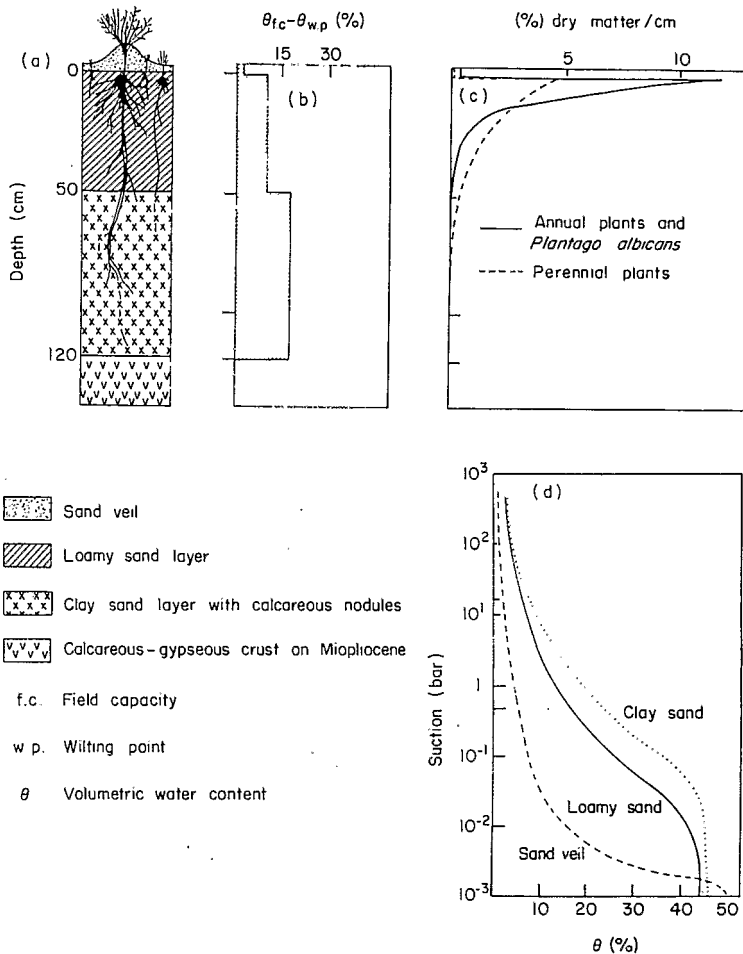 (a)
θf.c–θw.p (%)
15 30
(b)
(%) dry matter/cm
5 10
(c)
0
50
120
Depth (cm)
Annual plants and
Plantago albicans
Perennial plants
Sand veil
Loamy sand layer
Clay sand layer with calcareous nodules
Calcareous-gypseous crust on Miopliocene
f.c. Field capacity
w p. Wilting point
θ Volumetric water content
(d)
10³
10²
10¹
1
10⁻¹
10⁻²
10⁻³
Suction (bar)
Clay sand
Loamy sand
Sand veil
10 20 30 40 50
θ (%)